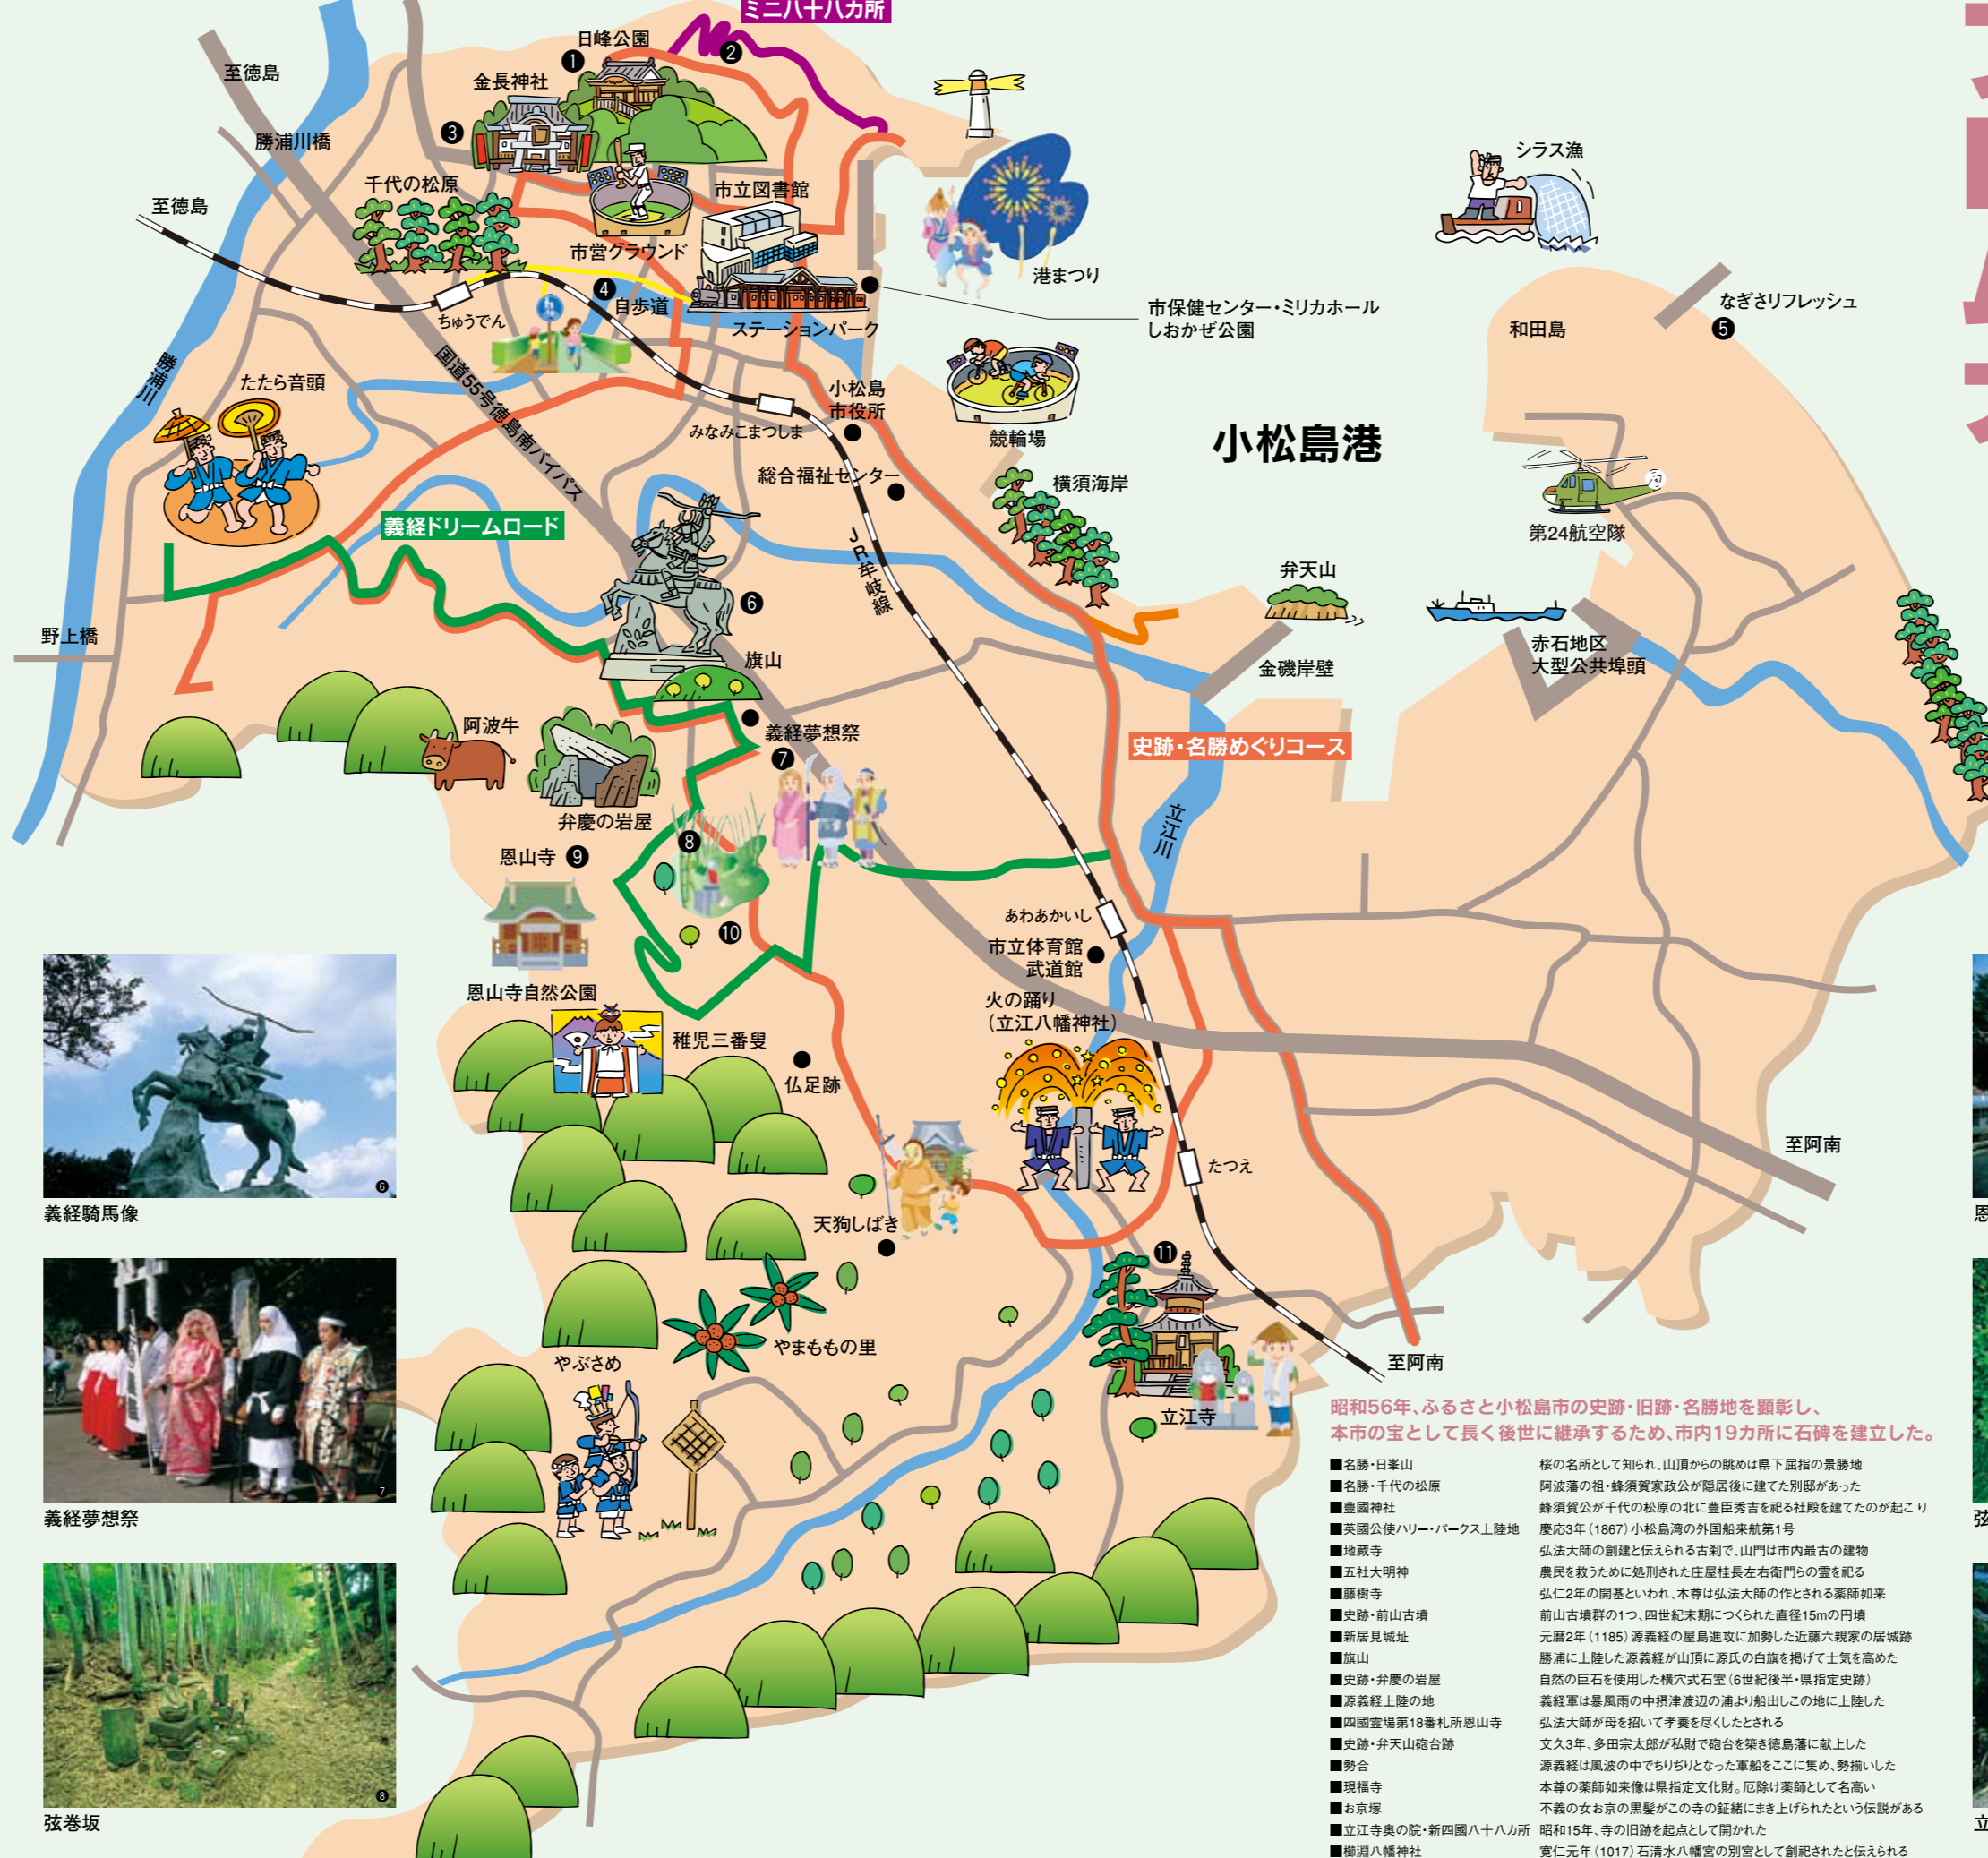 ミニ八十八カ所
日峰公園
❶
❷
至徳島
金長神社
❸
勝浦川橋
千代の松原
市立図書館
シラス漁
至徳島
市営グラウンド
港まつり
❹
自歩道
ちゅうでん
ステーションパーク
市保健センター・ミリカホール
しおかぜ公園
なぎさリフレッシュ
❺
和田島
勝浦川
たたら音頭
国道55号徳島南バイパス
小松島
市役所
みなみこまつしま
競輪場
小松島港
総合福祉センター
横須海岸
義経ドリームロード
第24航空隊
JR牟岐線
弁天山
❻
野上橋
旗山
金磯岸壁
赤石地区
大型公共埠頭
阿波牛
義経夢想祭
❼
史跡・名勝めぐりコース
弁慶の岩屋
立江川
❽
恩山寺 ❾
❿
あわあかいし
市立体育館
武道館
恩山寺自然公園
火の踊り
(立江八幡神社)
稚児三番叟
仏足跡
至阿南
たつえ
❻
義経騎馬像
天狗しばき
⓫
やまももの里
やぶさめ
至阿南
立江寺
7
義経夢想祭
❽
弦巻坂
昭和56年、ふるさと小松島市の史跡・旧跡・名勝地を顕彰し、
本市の宝として長く後世に継承するため、市内19カ所に石碑を建立した。
■名勝・日峯山 桜の名所として知られ、山頂からの眺めは県下屈指の景勝地
■名勝・千代の松原 阿波藩の祖・蜂須賀家政公が隠居後に建てた別邸があった
■豊國神社 蜂須賀公が千代の松原の北に豊臣秀吉を祀る社殿を建てたのが起こり
■英國公使ハリー・パークス上陸地 慶応3年(1867)小松島湾の外国船来航第1号
■地蔵寺 弘法大師の創建と伝えられる古刹で、山門は市内最古の建物
■五社大明神 農民を救うために処刑された庄屋桂長左右衛門らの霊を祀る
■藤樹寺 弘仁2年の開基といわれ、本尊は弘法大師の作とされる薬師如来
■史跡・前山古墳 前山古墳群の1つ、四世紀末期につくられた直径15mの円墳
■新居見城址 元暦2年(1185)源義経の屋島進攻に加勢した近藤六親家の居城跡
■旗山 勝浦に上陸した源義経が山頂に源氏の白旗を掲げて士気を高めた
■史跡・弁慶の岩屋 自然の巨石を使用した横穴式石室(6世紀後半・県指定史跡)
■源義経上陸の地 義経軍は暴風雨の中摂津渡辺の浦より船出しこの地に上陸した
■四國霊場第18番札所恩山寺 弘法大師が母を招いて孝養を尽くしたとされる
■史跡・弁天山砲台跡 文久3年、多田宗太郎が私財で砲台を築き徳島藩に献上した
■勢合 源義経は風波の中でちりぢりとなった軍船をここに集め、勢揃いした
■現福寺 本尊の薬師如来像は県指定文化財。厄除け薬師として名高い
■お京塚 不義の女お京の黒髪がこの寺の鉦緒にまき上げられたという伝説がある
■立江寺奥の院・新四國八十八カ所 昭和15年、寺の旧跡を起点として開かれた
■櫛淵八幡神社 寛仁元年(1017)石清水八幡宮の別宮として創祀されたと伝えられる
恩
弦
立